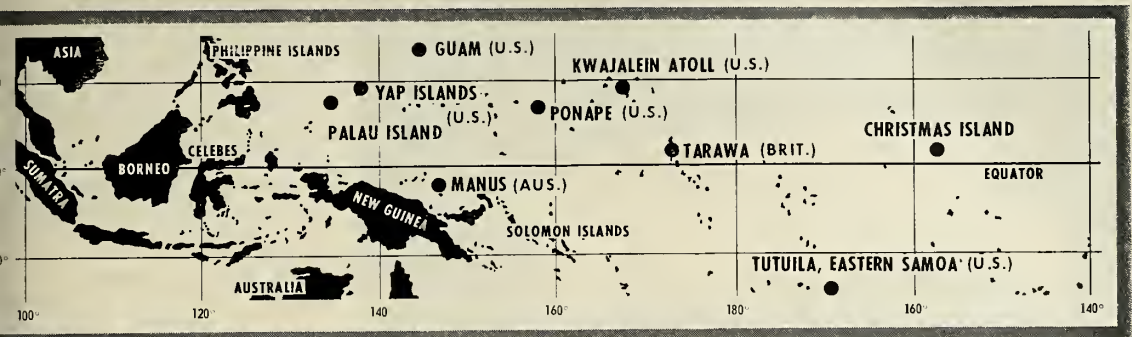 ASIA
PHILIPPINE ISLANDS
GUAM (U.S.)
KWAJALEIN ATOLL (U.S.)
YAP ISLANDS
(U.S.)
PONAPE (U.S.)
PALAU ISLAND
CHRISTMAS ISLAND
CELEBES
TARAWA (BRIT.)
BORNEO
EQUATOR
SUMATRA
MANUS (AUS.)
NEW GUINEA
SOLOMON ISLANDS
TUTUILA, EASTERN SAMOA (U.S.)
AUSTRALIA
100° 120° 140° 160° 180° 160° 140°